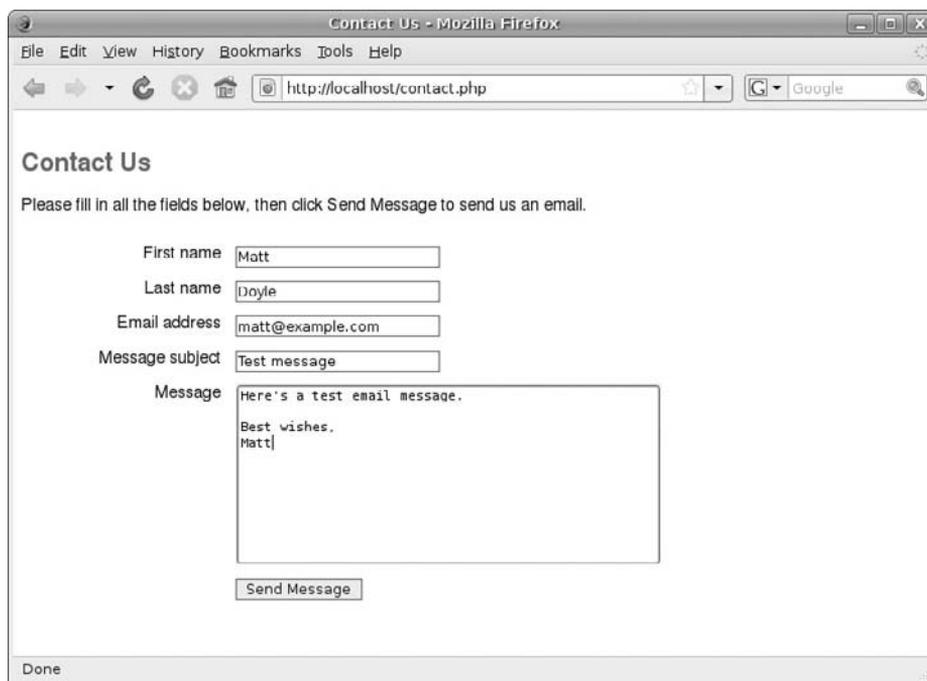 Contact Us - Mozilla Firefox
File Edit View History Bookmarks Tools Help
http://localhost/contact.php
G Google
Contact Us
Please fill in all the fields below, then click Send Message to send us an email.
First name Matt
Last name Doyle
Email address matt@example.com
Message subject Test message
Message Here's a test email message.
Best wishes,
Matt
Send Message
Done